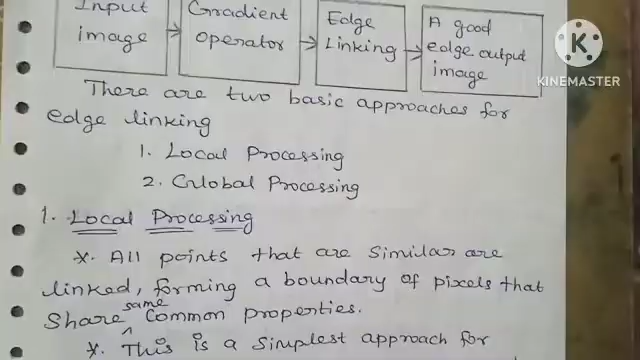 Input image
Gradient operator
Edge Linking
A good edge output image
KINEMASTER
There are two basic approaches for
edge linking
1. Local Processing
2. Global Processing
1. Local Processing
*. All points that are similar are
linked, forming a boundary of pixels that
share same common properties.
*. This is a simplest approach for